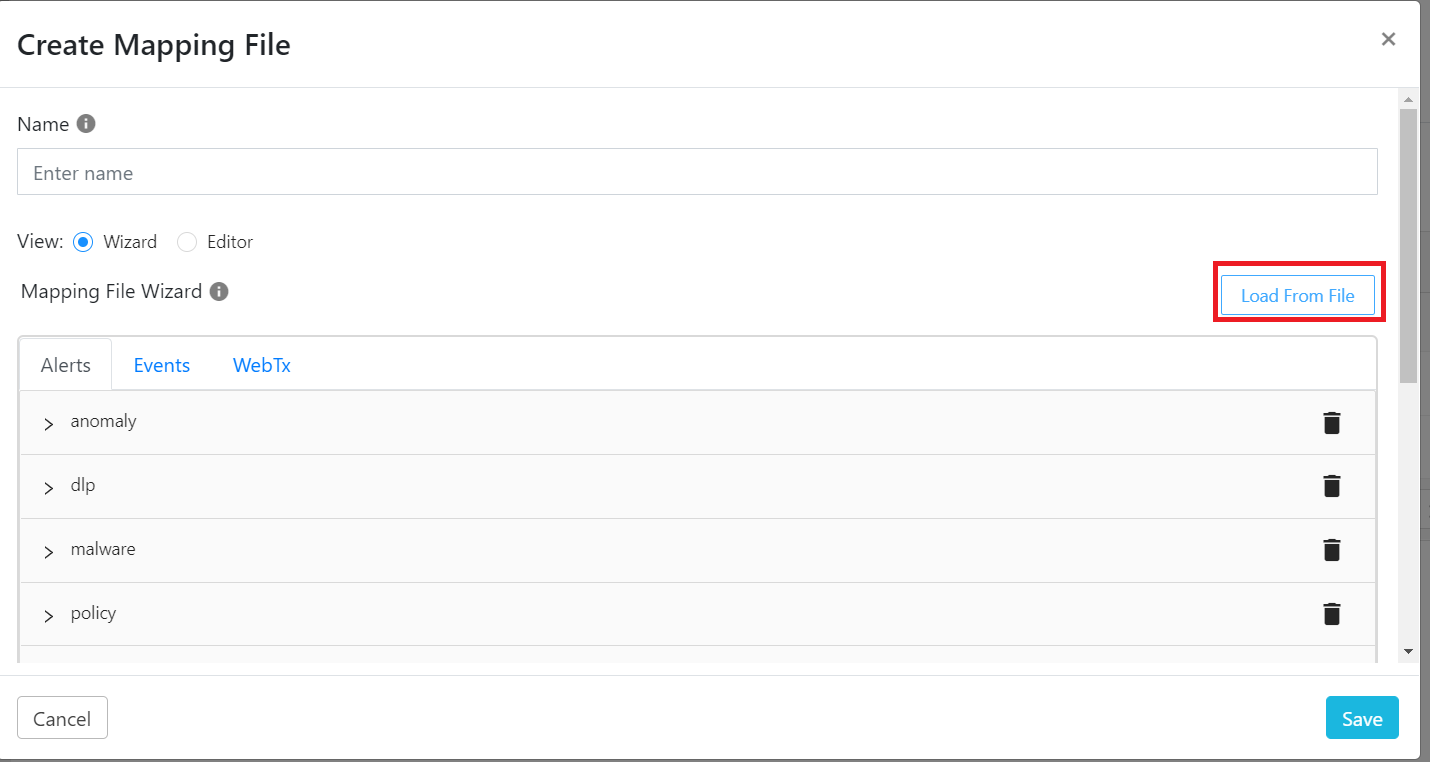 Create Mapping File
Name
Enter name
View: Wizard Editor
Mapping File Wizard
Load From File
Alerts Events WebTx
anomaly
dlp
malware
policy
Cancel Save